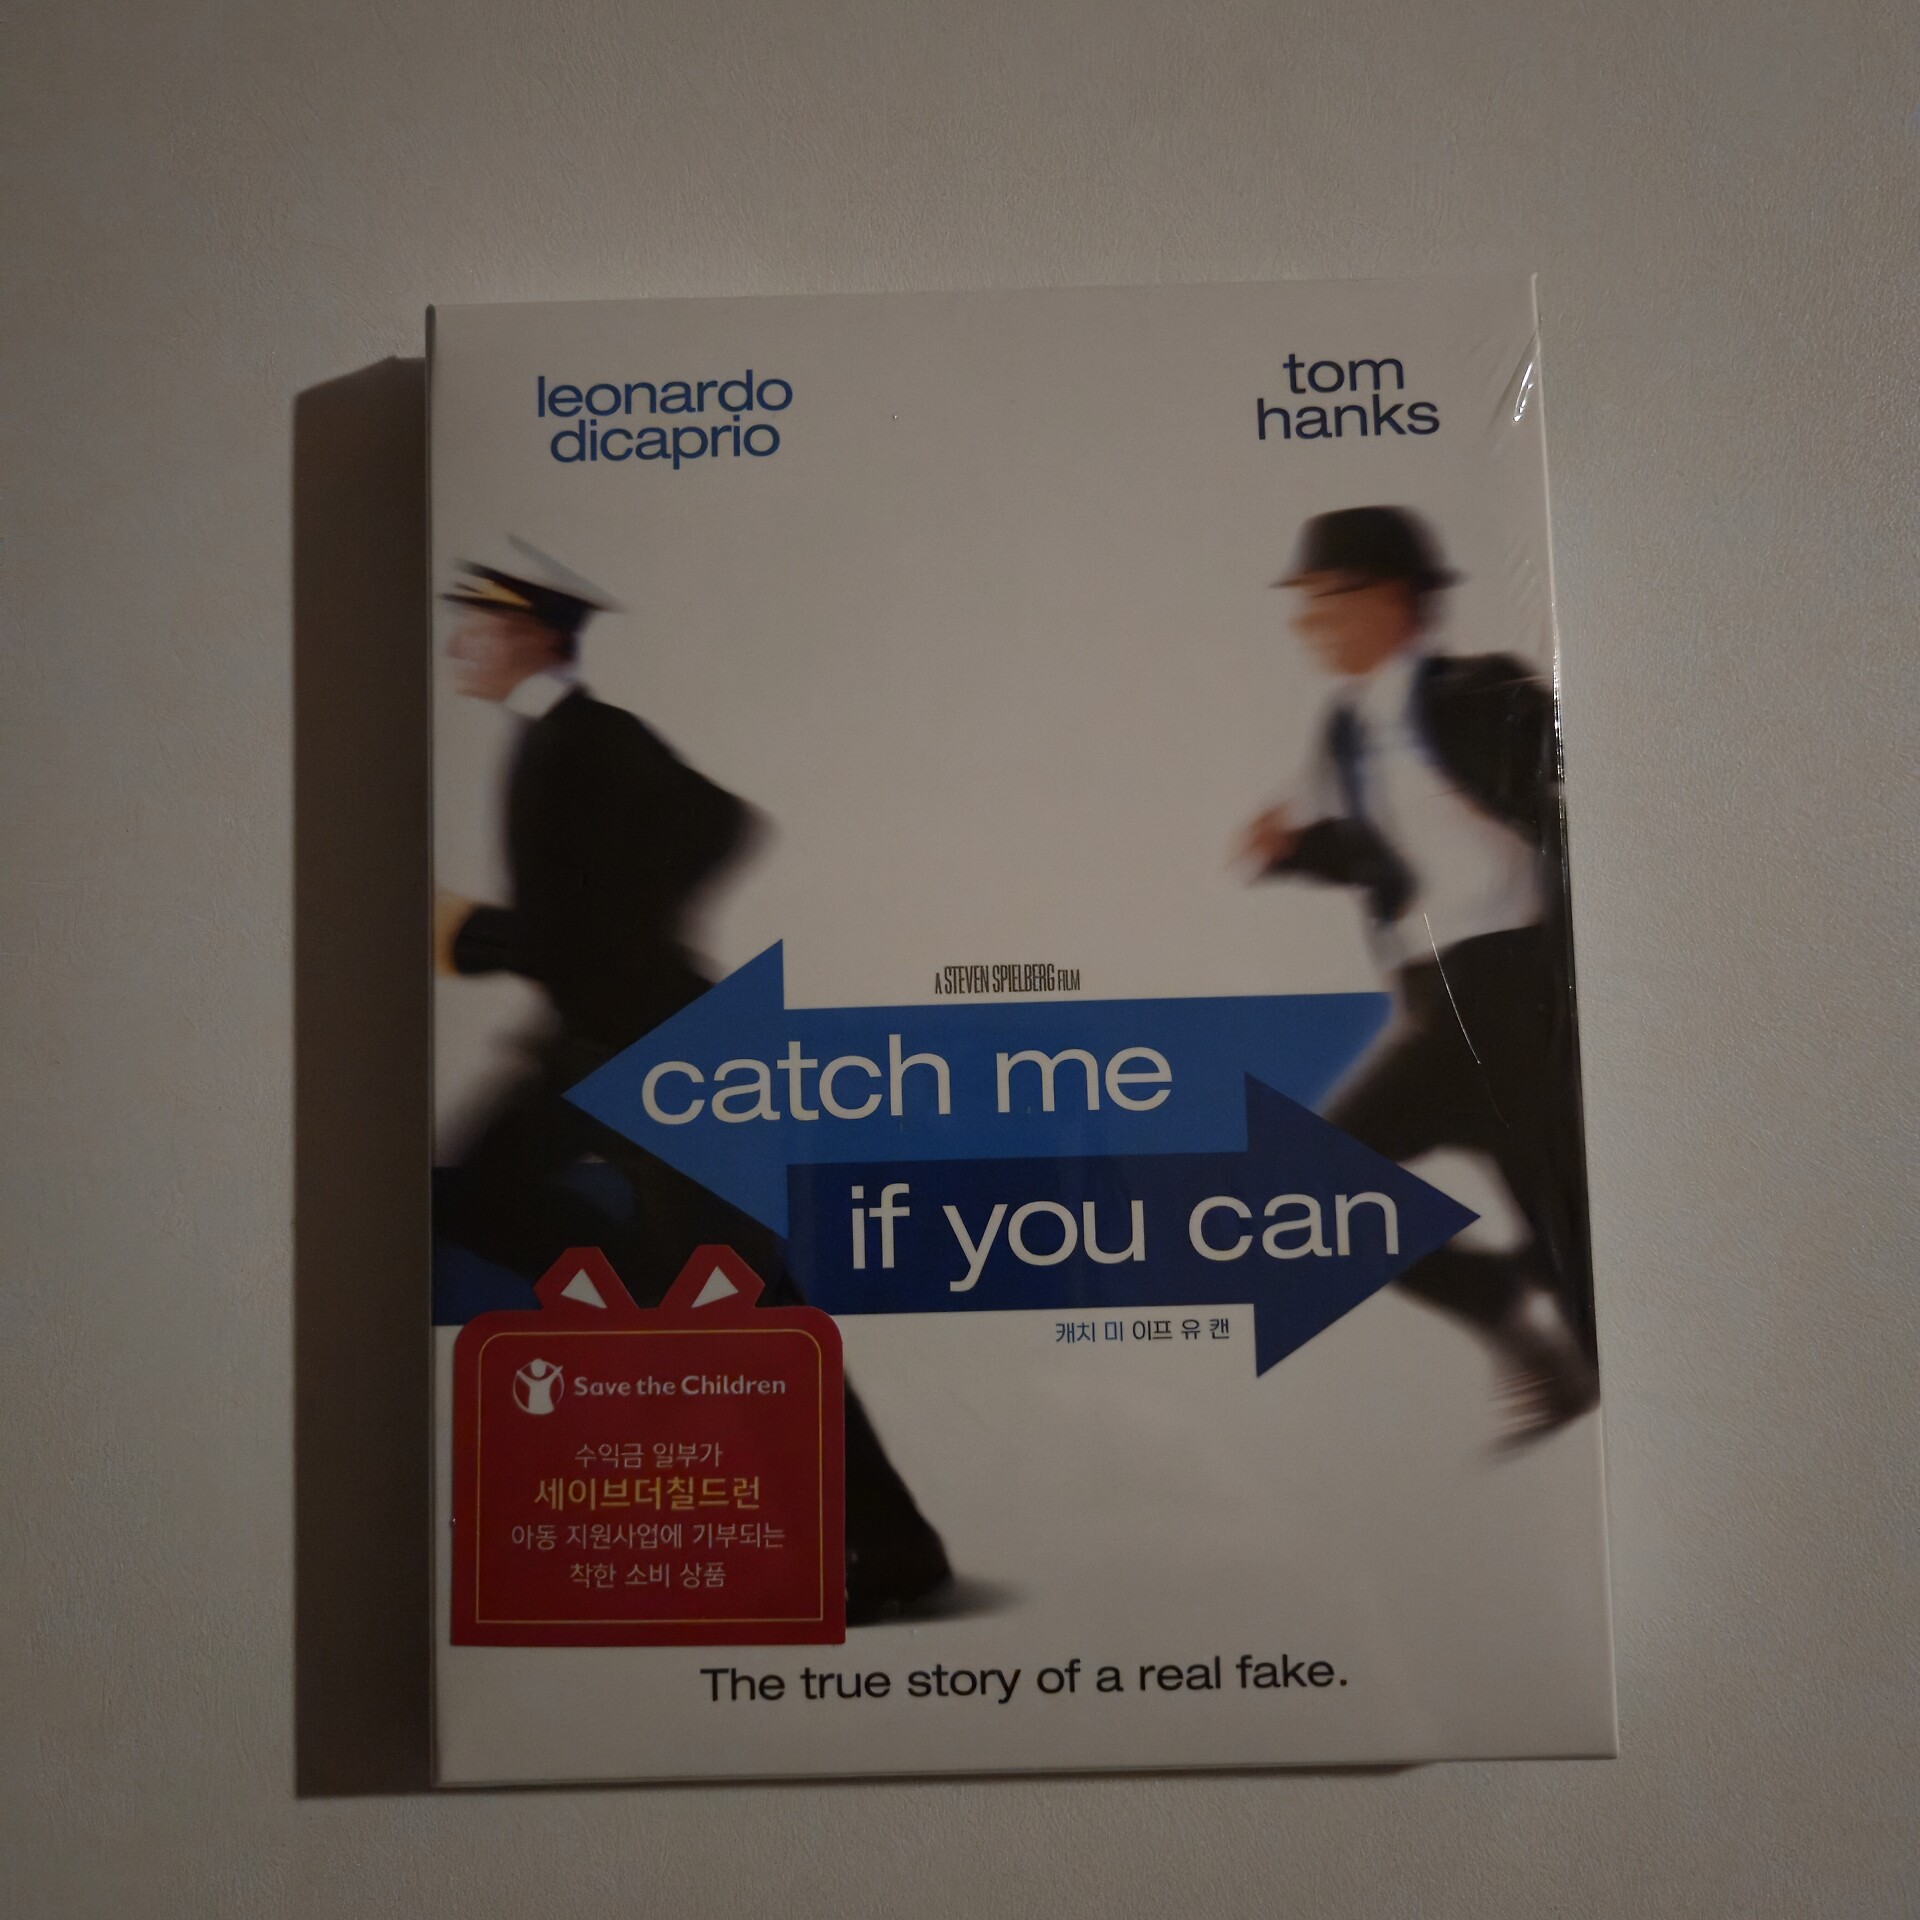 leonardo
dicaprio
tom
hanks
A STEVEN SPIELBERG FILM
catch me
if you can
캐치 미 이프 유 캔
Save the Children
수익금 일부가
세이브더칠드런
아동 지원사업에 기부되는
착한 소비 상품
The true story of a real fake.